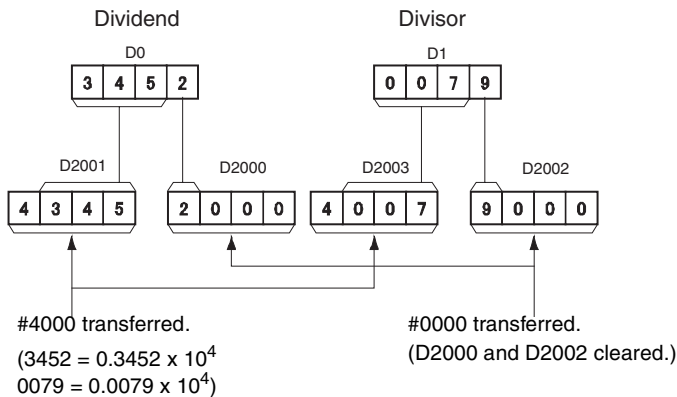 Dividend Divisor
D0 D1
3 4 5 2 0 0 7 9
D2001 D2000 D2003 D2002
4 3 4 5 2 0 0 0 4 0 0 7 9 0 0 0
#4000 transferred.
(3452 = 0.3452 x 10⁴
0079 = 0.0079 x 10⁴)
#0000 transferred.
(D2000 and D2002 cleared.)